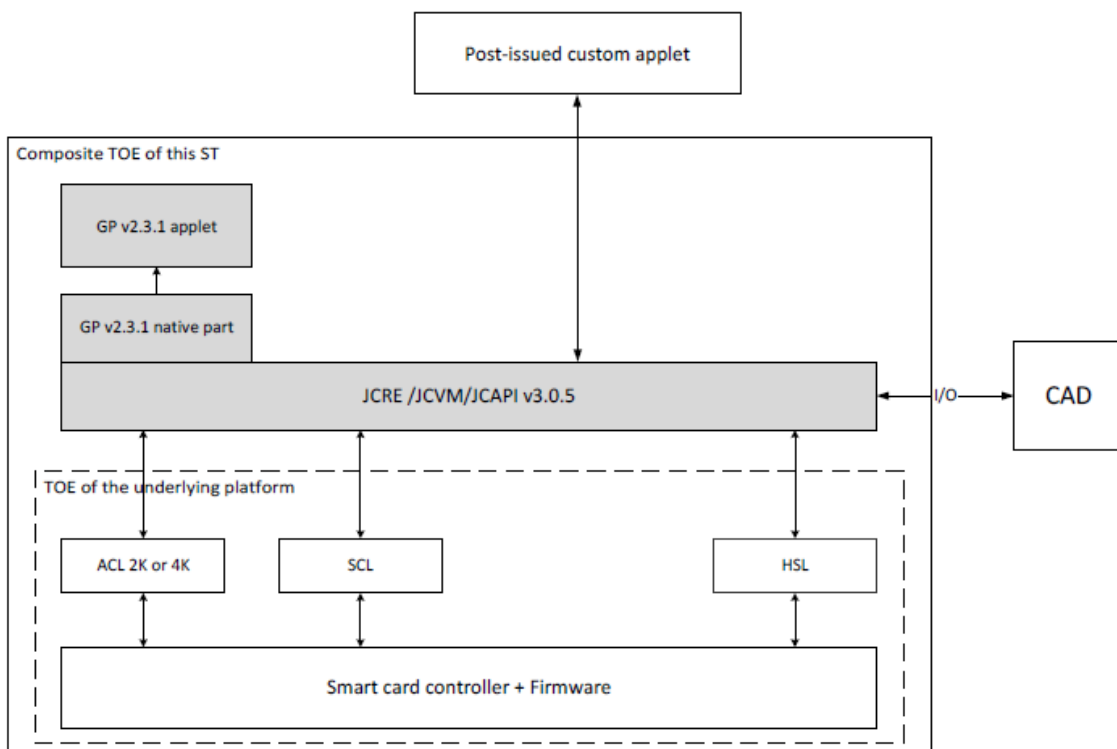 Post-issued custom applet
Composite TOE of this ST
GP v2.3.1 applet
GP v2.3.1 native part
JCRE /JCVM/JCAPI v3.0.5
I/O
CAD
TOE of the underlying platform
ACL 2K or 4K
SCL
HSL
Smart card controller + Firmware